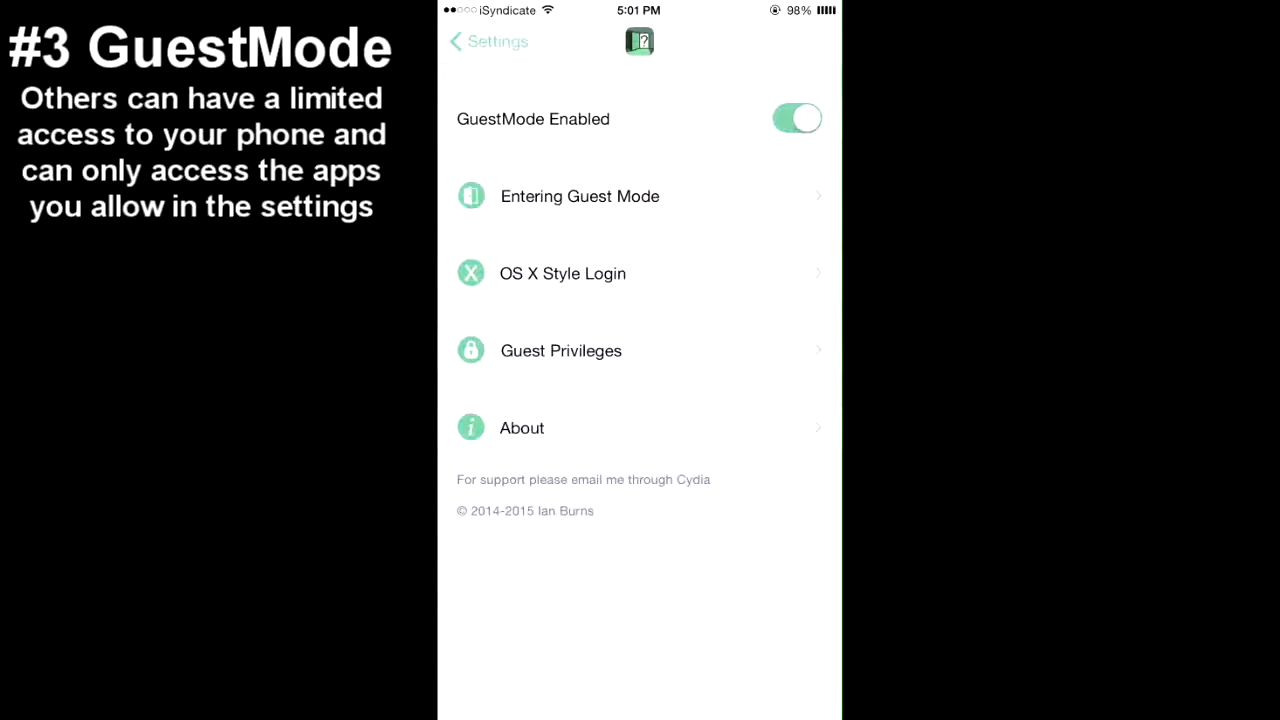 #3 GuestMode
Others can have a limited
access to your phone and
can only access the apps
you allow in the settings
iSyndicate
5:01 PM
98%
Settings
?
GuestMode Enabled
Entering Guest Mode
X
OS X Style Login
Guest Privileges
i
About
For support please email me through Cydia
© 2014-2015 Ian Burns